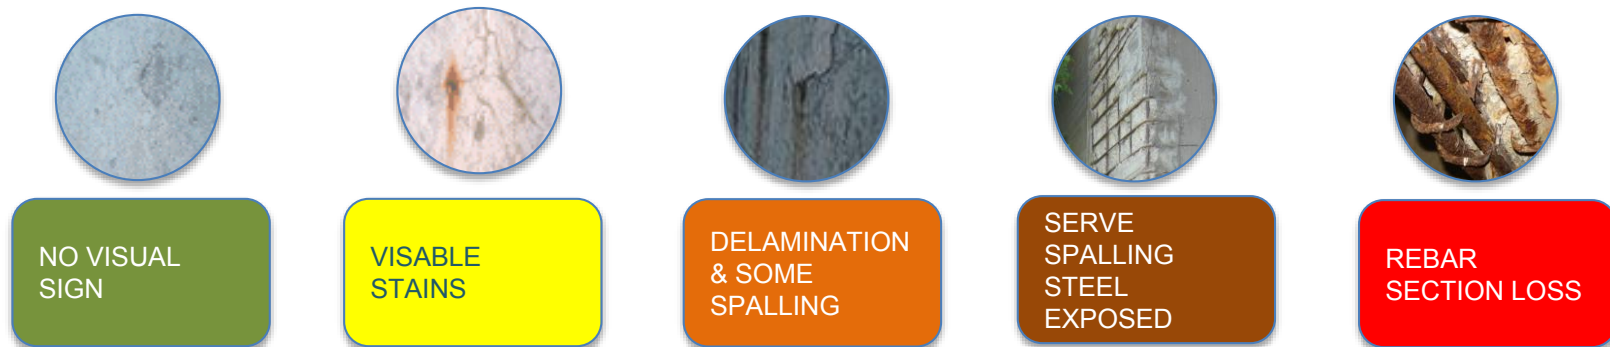 NO VISUAL
SIGN
VISABLE
STAINS
DELAMINATION
& SOME
SPALLING
SERVE
SPALLING
STEEL
EXPOSED
REBAR
SECTION LOSS